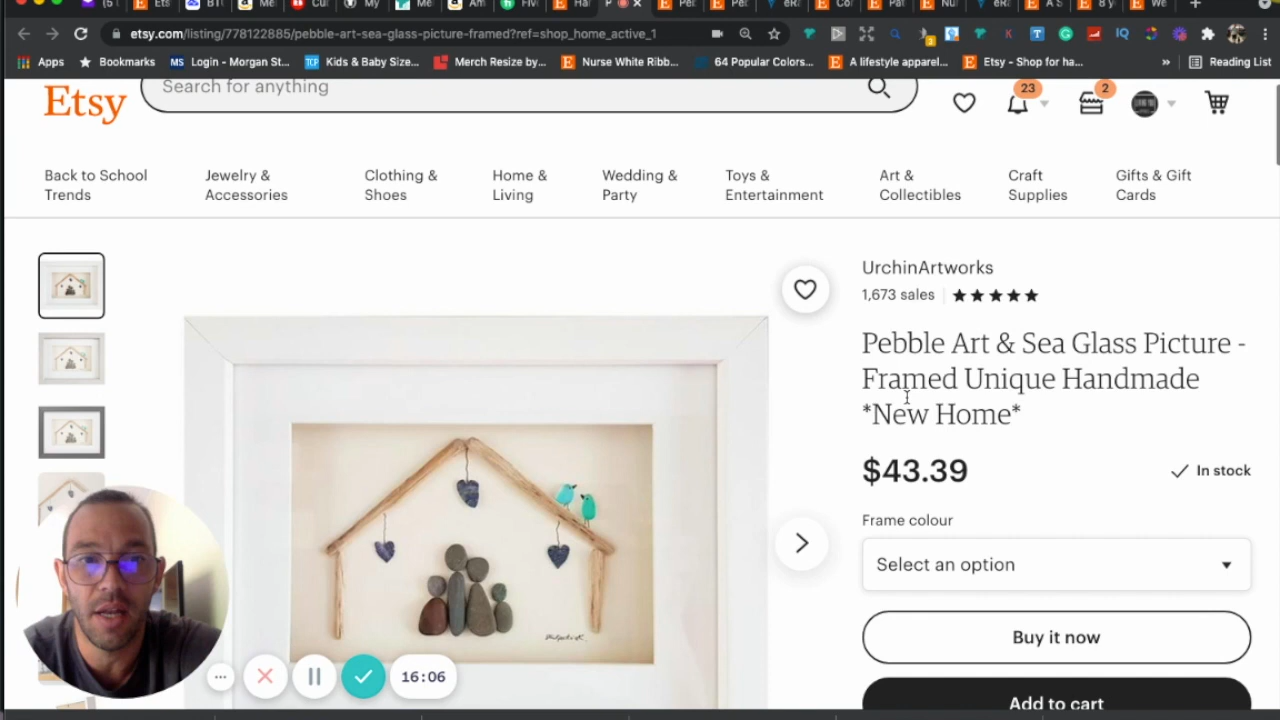 etsy.com/listing/778122885/pebble-art-sea-glass-picture-framed?ref=shop_home_active_1
Apps
Bookmarks
MS Login - Morgan St...
TCP Kids & Baby Size...
Merch Resize by...
Nurse White Ribb...
64 Popular Colors...
A lifestyle apparel...
Etsy - Shop for ha...
»
Reading List
Etsy
Search for anything
23
2
Back to School
Trends
Jewelry &
Accessories
Clothing &
Shoes
Home &
Living
Wedding &
Party
Toys &
Entertainment
Art &
Collectibles
Craft
Supplies
Gifts & Gift
Cards
UrchinArtworks
1,673 sales
Pebble Art & Sea Glass Picture -
Framed Unique Handmade
*New Home*
$43.39
In stock
Frame colour
Select an option
Buy it now
Add to cart
16:06